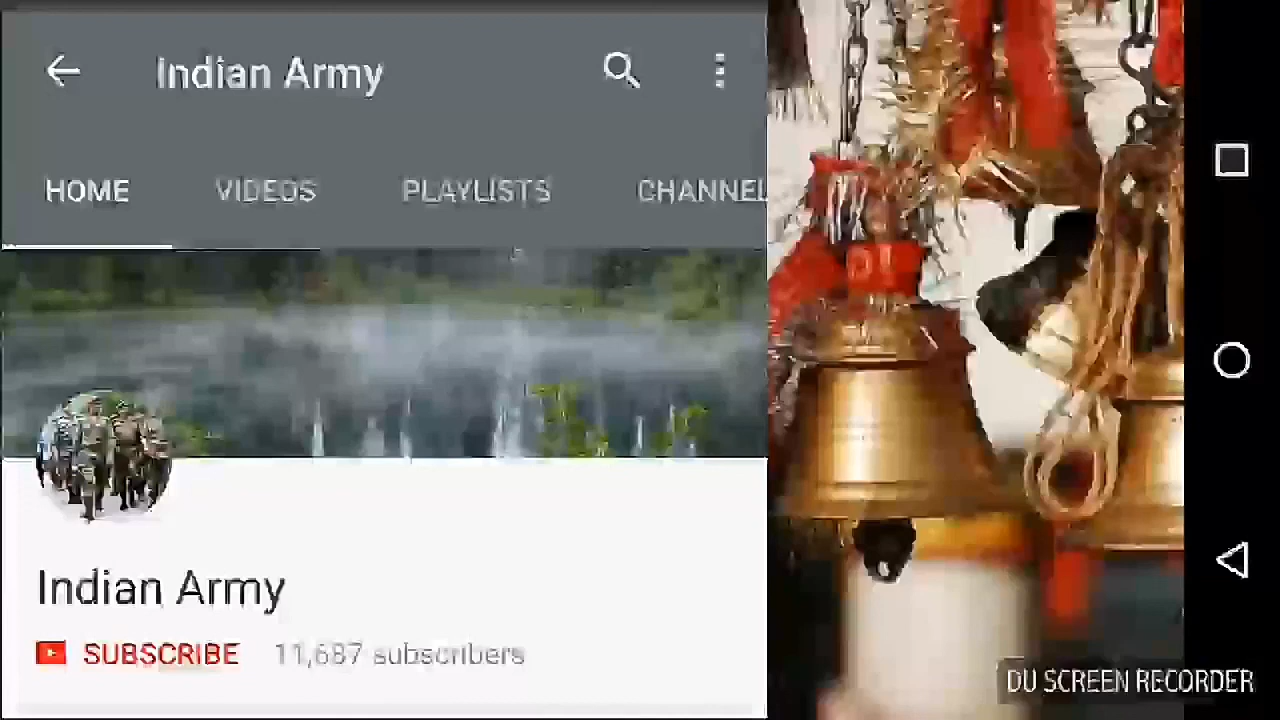 Indian Army
HOME VIDEOS PLAYLISTS CHANNEL
Indian Army
SUBSCRIBE 11,687 subscribers
DU SCREEN RECORDER